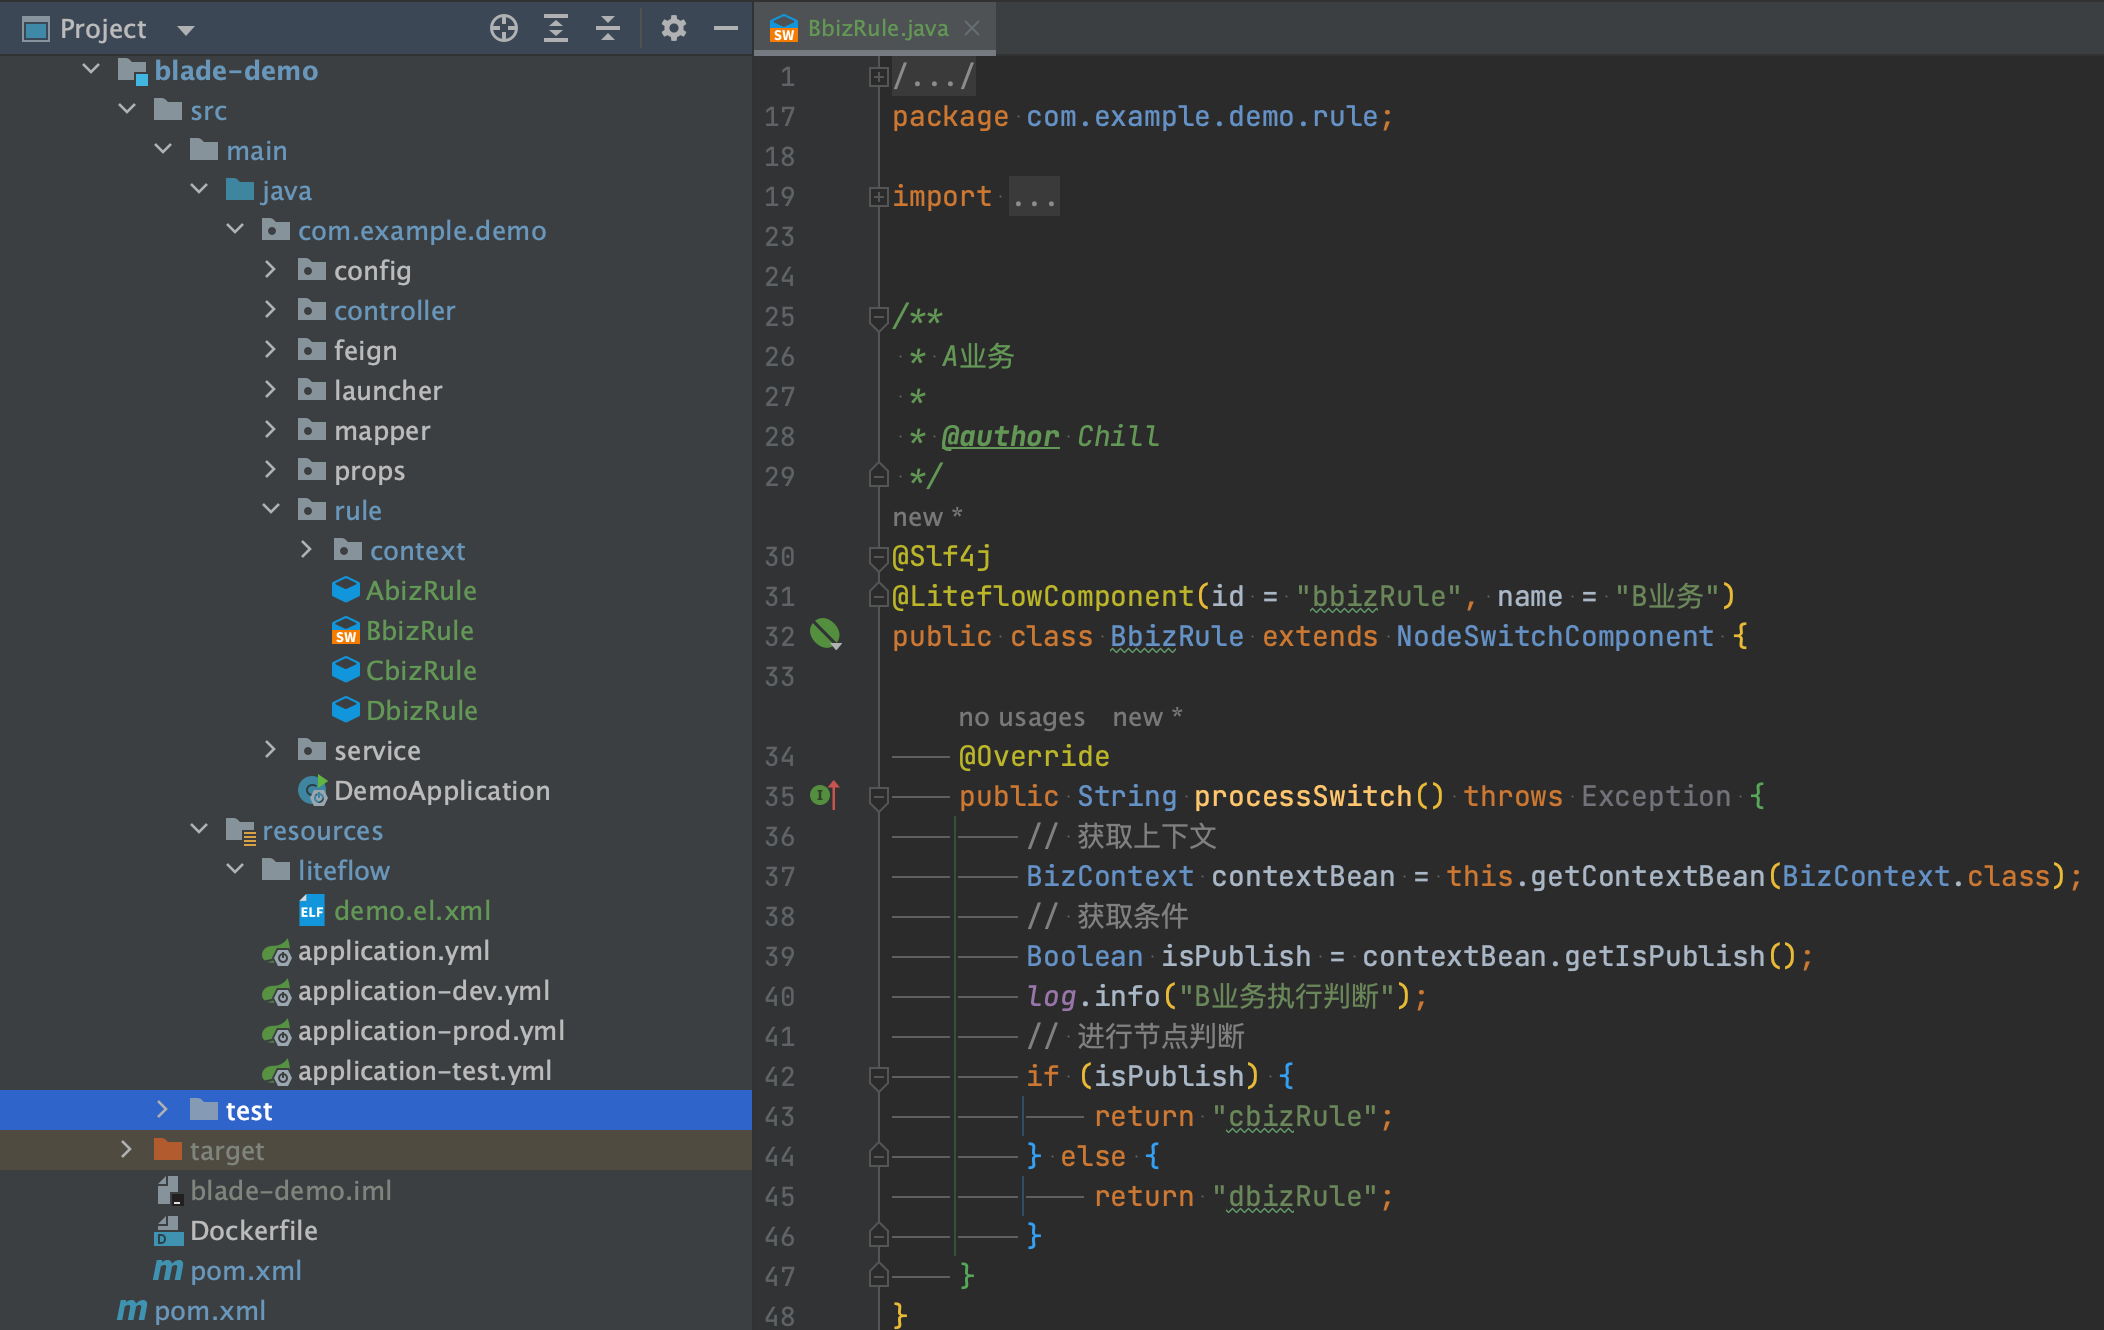 Project
blade-demo
src
main
java
com.example.demo
config
controller
feign
launcher
mapper
props
rule
context
AbizRule
SW BbizRule
CbizRule
DbizRule
service
DemoApplication
resources
liteflow
ELF demo.el.xml
application.yml
application-dev.yml
application-prod.yml
application-test.yml
test
target
blade-demo.iml
D Dockerfile
m pom.xml
m pom.xml
SW BbizRule.java
1 /.../
17 package com.example.demo.rule;
18
19 import ...
23
24
25 /**
26 * A业务
27 *
28 * @author Chill
29 */
new *
30 @Slf4j
31 @LiteflowComponent(id = "bbizRule", name = "B业务")
32 public class BbizRule extends NodeSwitchComponent {
33
no usages new *
34 @Override
35 public String processSwitch() throws Exception {
36 // 获取上下文
37 BizContext contextBean = this.getContextBean(BizContext.class);
38 // 获取条件
39 Boolean isPublish = contextBean.getIsPublish();
40 log.info("B业务执行判断");
41 // 进行节点判断
42 if (isPublish) {
43 return "cbizRule";
44 } else {
45 return "dbizRule";
46 }
47 }
48 }